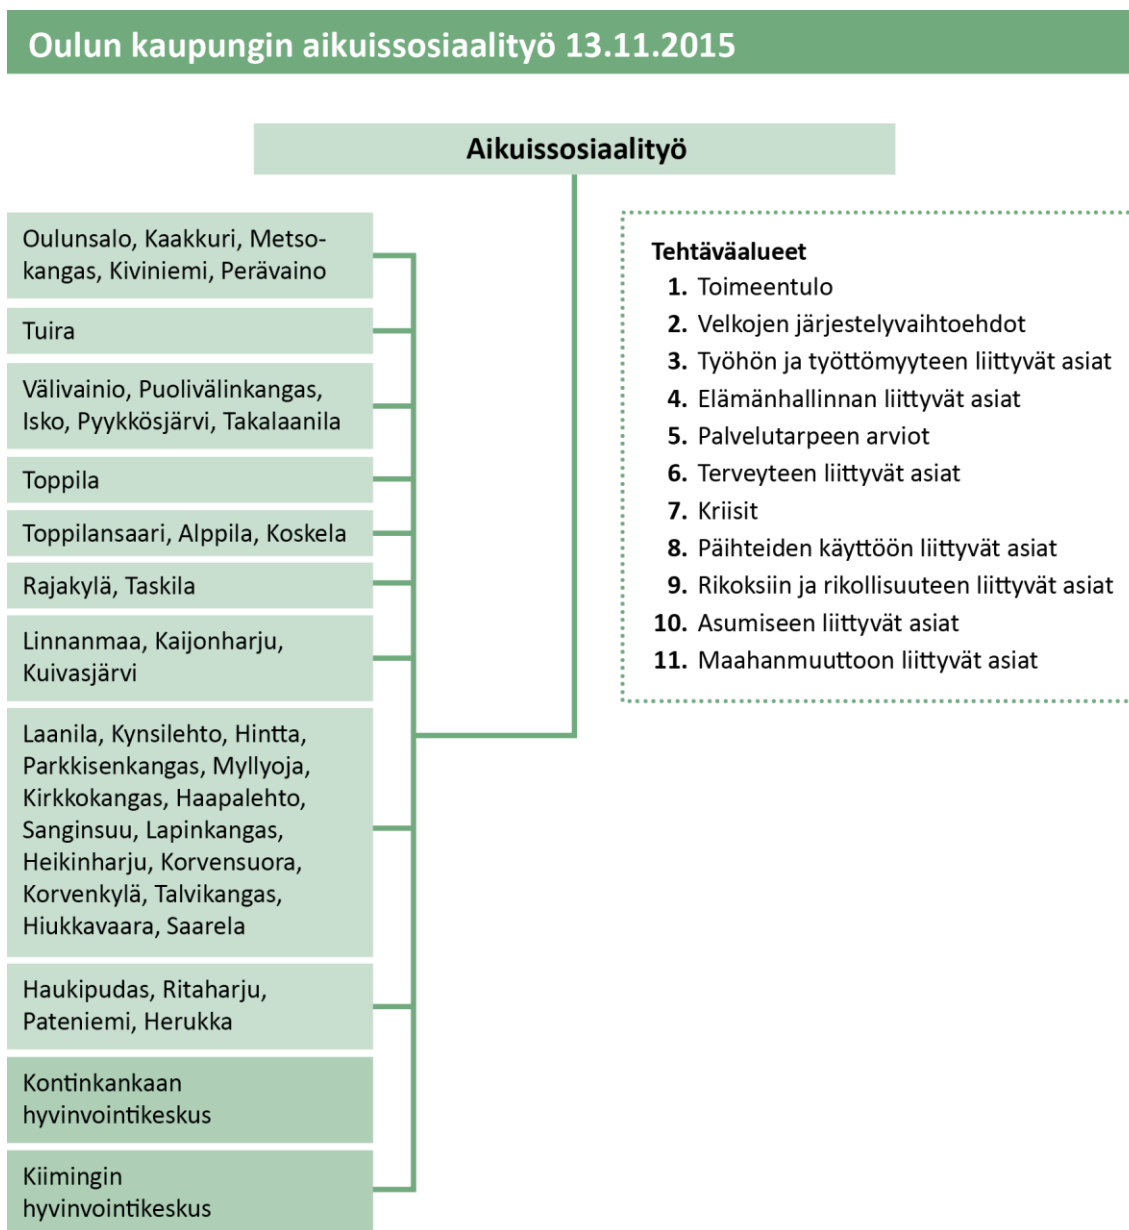 Oulun kaupungin aikuissosiaalityö 13.11.2015
Aikuissosiaalityö
Oulunsalo, Kaakkuri, Metso-
kangas, Kiviniemi, Perävaino
Tuira
Välivainio, Puolivälinkangas,
Isko, Pyykkösjärvi, Takalaanila
Toppila
Toppilansaari, Alppila, Koskela
Rajakylä, Taskila
Linnanmaa, Kaijonharju,
Kuivasjärvi
Laanila, Kynsilehto, Hintta,
Parkkisenkangas, Myllyoja,
Kirkkokangas, Haapalehto,
Sanginsuu, Lapinkangas,
Heikinharju, Korvensuora,
Korvenkylä, Talvikangas,
Hiukkavaara, Saarela
Haukipudas, Ritaharju,
Pateniemi, Herukka
Kontinkankaan
hyvinvointikeskus
Kiimingin
hyvinvointikeskus
Tehtäväalueet
1. Toimeentulo
2. Velkojen järjestelyvaihtoehdot
3. Työhön ja työttömyyteen liittyvät asiat
4. Elämänhallinnan liittyvät asiat
5. Palvelutarpeen arviot
6. Terveyteen liittyvät asiat
7. Kriisit
8. Päihteiden käyttöön liittyvät asiat
9. Rikoksiin ja rikollisuuteen liittyvät asiat
10. Asumiseen liittyvät asiat
11. Maahanmuuttoon liittyvät asiat